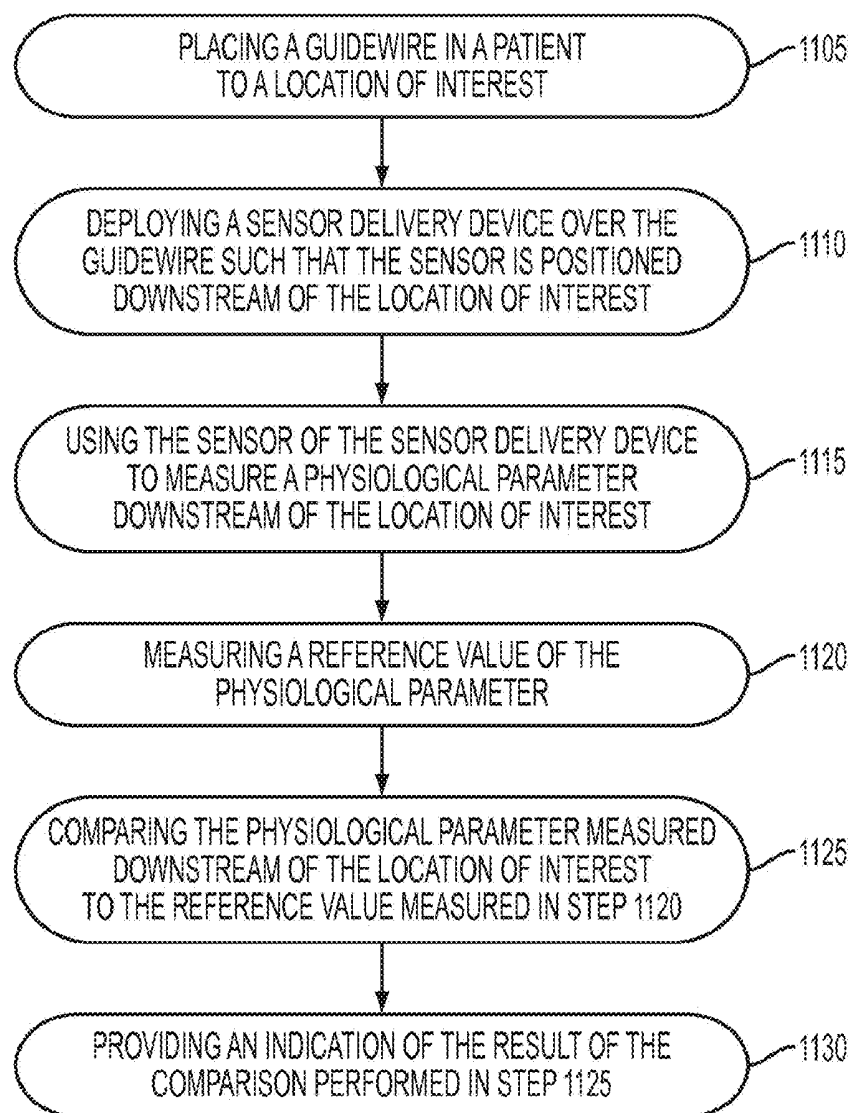 PLACING A GUIDEWIRE IN A PATIENT
TO A LOCATION OF INTEREST
1105
DEPLOYING A SENSOR DELIVERY DEVICE OVER THE
GUIDEWIRE SUCH THAT THE SENSOR IS POSITIONED
DOWNSTREAM OF THE LOCATION OF INTEREST
1110
USING THE SENSOR OF THE SENSOR DELIVERY DEVICE
TO MEASURE A PHYSIOLOGICAL PARAMETER
DOWNSTREAM OF THE LOCATION OF INTEREST
1115
MEASURING A REFERENCE VALUE OF THE
PHYSIOLOGICAL PARAMETER
1120
COMPARING THE PHYSIOLOGICAL PARAMETER MEASURED
DOWNSTREAM OF THE LOCATION OF INTEREST
TO THE REFERENCE VALUE MEASURED IN STEP 1120
1125
PROVIDING AN INDICATION OF THE RESULT OF THE
COMPARISON PERFORMED IN STEP 1125
1130